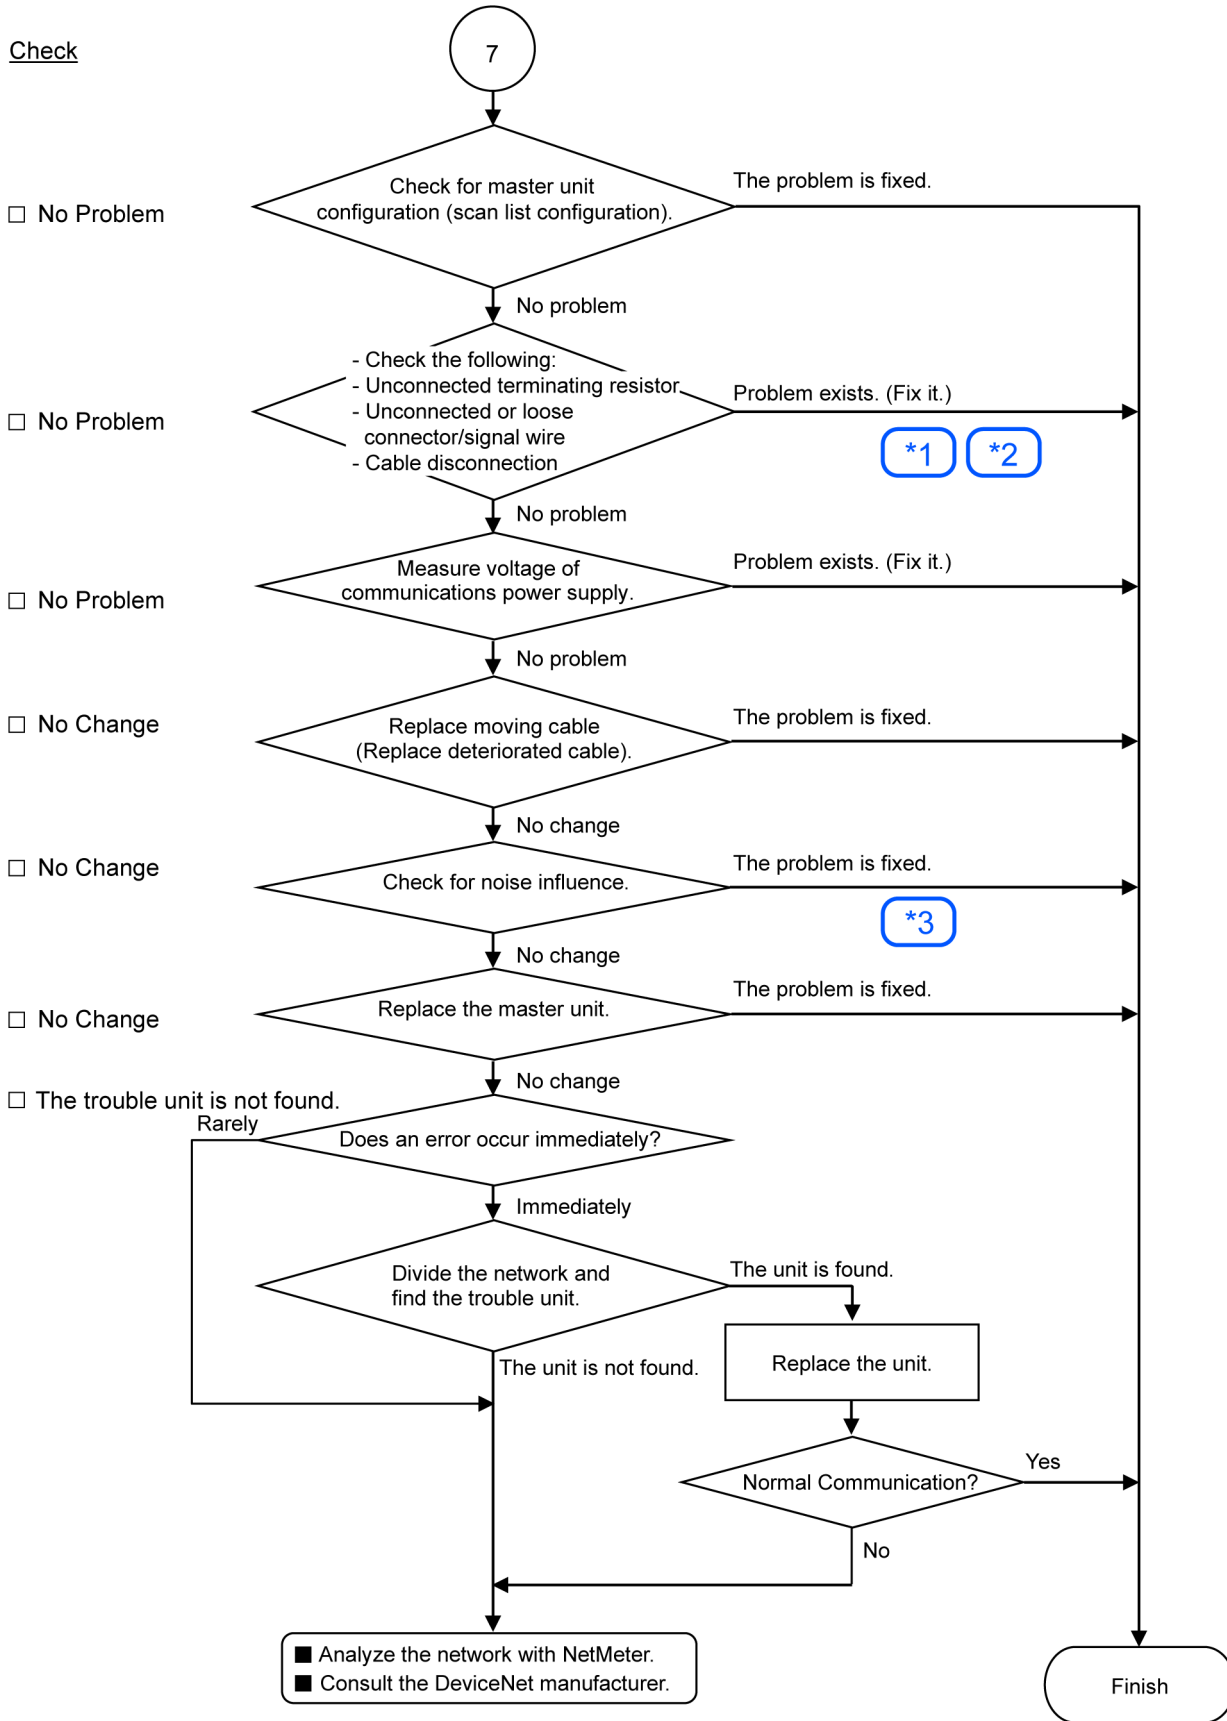 Check
7
Check for master unit
configuration (scan list configuration).
The problem is fixed.
□ No Problem
No problem
- Check the following:
- Unconnected terminating resistor
- Unconnected or loose
connector/signal wire
- Cable disconnection
Problem exists. (Fix it.)
*1 *2
□ No Problem
No problem
Measure voltage of
communications power supply.
Problem exists. (Fix it.)
□ No Problem
No problem
Replace moving cable
(Replace deteriorated cable).
The problem is fixed.
□ No Change
No change
Check for noise influence.
The problem is fixed.
*3
□ No Change
No change
Replace the master unit.
The problem is fixed.
□ No Change
No change
□ The trouble unit is not found.
Rarely
Does an error occur immediately?
Immediately
Divide the network and
find the trouble unit.
The unit is found.
Replace the unit.
The unit is not found.
Normal Communication?
Yes
No
■ Analyze the network with NetMeter.
■ Consult the DeviceNet manufacturer.
Finish